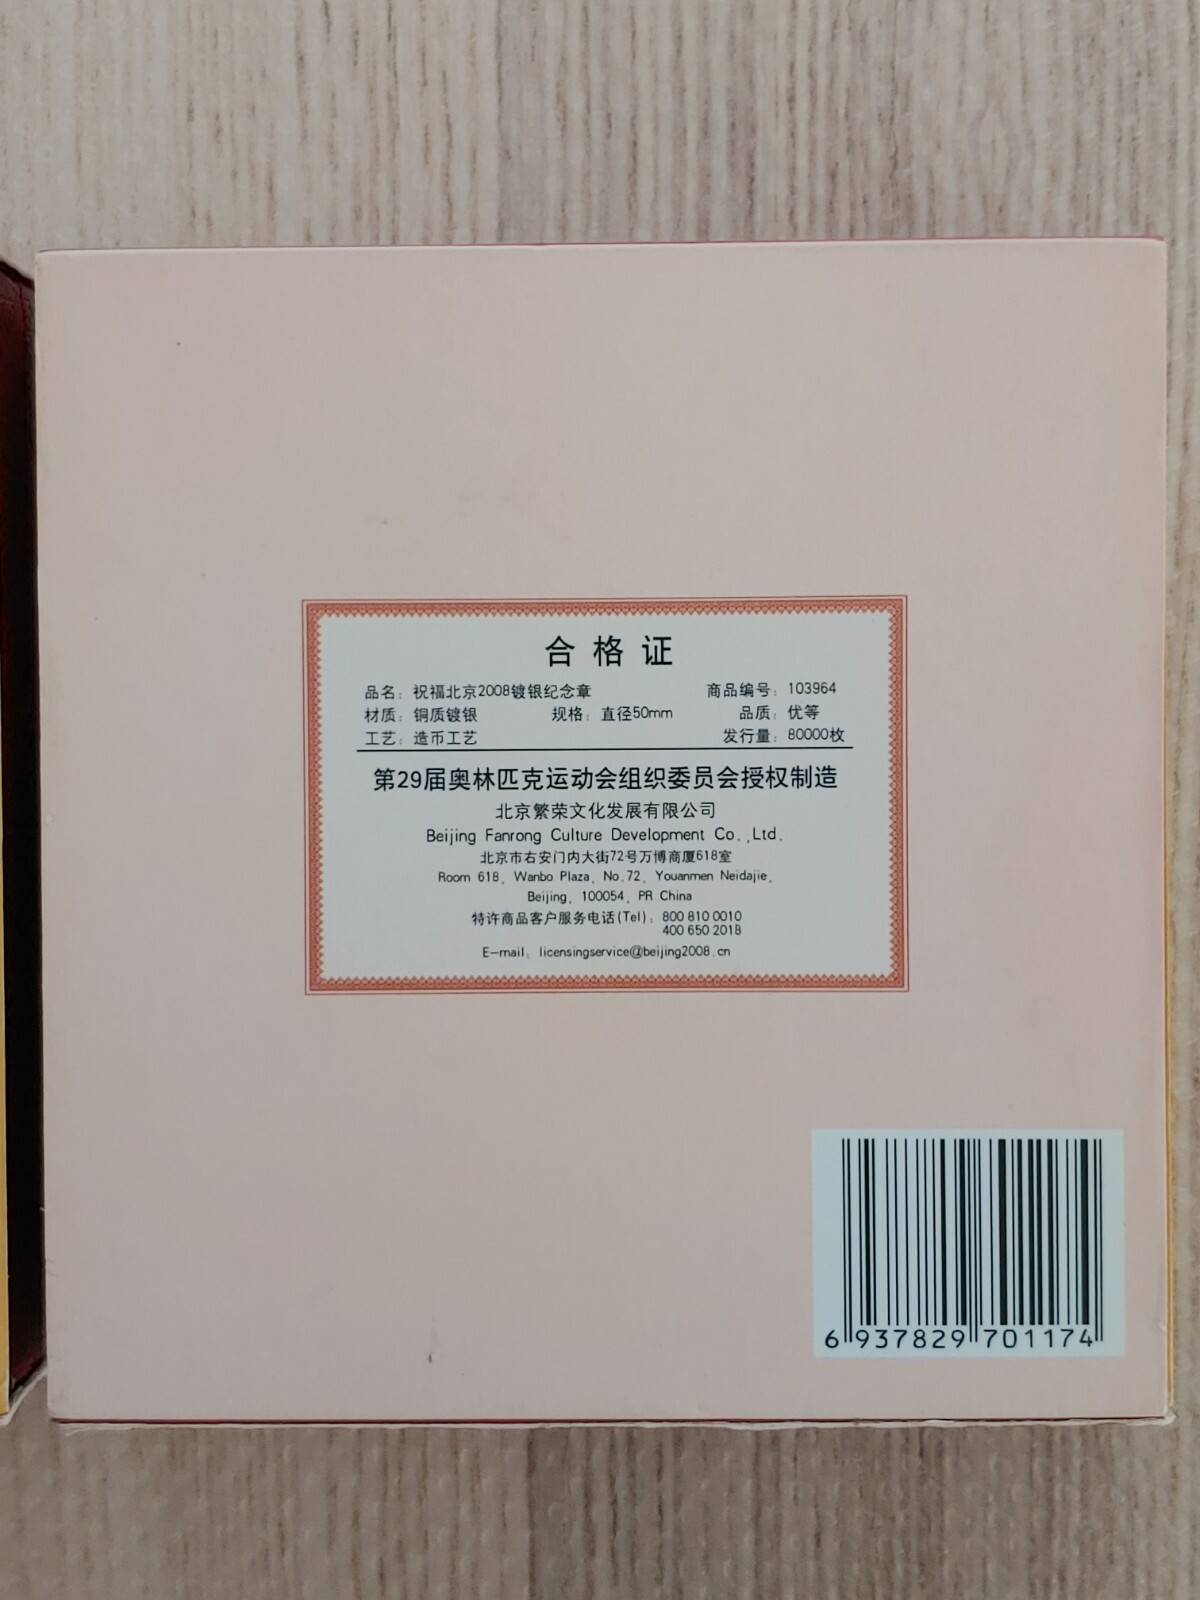 合格证
品名：祝福北京2008镀银纪念章 商品编号：103964
材质：铜质镀银 规格：直径50mm 品质：优等
工艺：造币工艺 发行量：80000枚
第29届奥林匹克运动会组织委员会授权制造
北京繁荣文化发展有限公司
Beijing Fanrong Culture Development Co.,Ltd.
北京市右安门内大街72号万博商厦618室
Room 618, Wanbo Plaza, No.72, Youanmen Neidajie,
Beijing, 100054, PR China
特许商品客户服务电话(Tel)：800 810 0010
400 650 2018
E-mail：licensingservice@beijing2008.cn
6 937829 701174